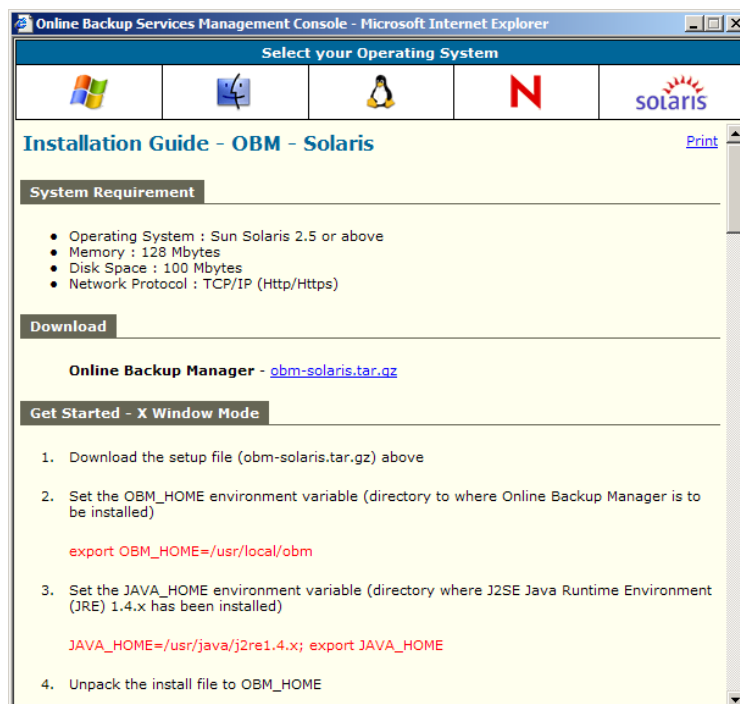 Online Backup Services Management Console - Microsoft Internet Explorer
Select your Operating System
N
solaris
Installation Guide - OBM - Solaris
Print
System Requirement
• Operating System : Sun Solaris 2.5 or above
• Memory : 128 Mbytes
• Disk Space : 100 Mbytes
• Network Protocol : TCP/IP (Http/Https)
Download
Online Backup Manager - obm-solaris.tar.gz
Get Started - X Window Mode
1. Download the setup file (obm-solaris.tar.gz) above
2. Set the OBM_HOME environment variable (directory to where Online Backup Manager is to
be installed)
export OBM_HOME=/usr/local/obm
3. Set the JAVA_HOME environment variable (directory where J2SE Java Runtime Environment
(JRE) 1.4.x has been installed)
JAVA_HOME=/usr/java/j2re1.4.x; export JAVA_HOME
4. Unpack the install file to OBM_HOME